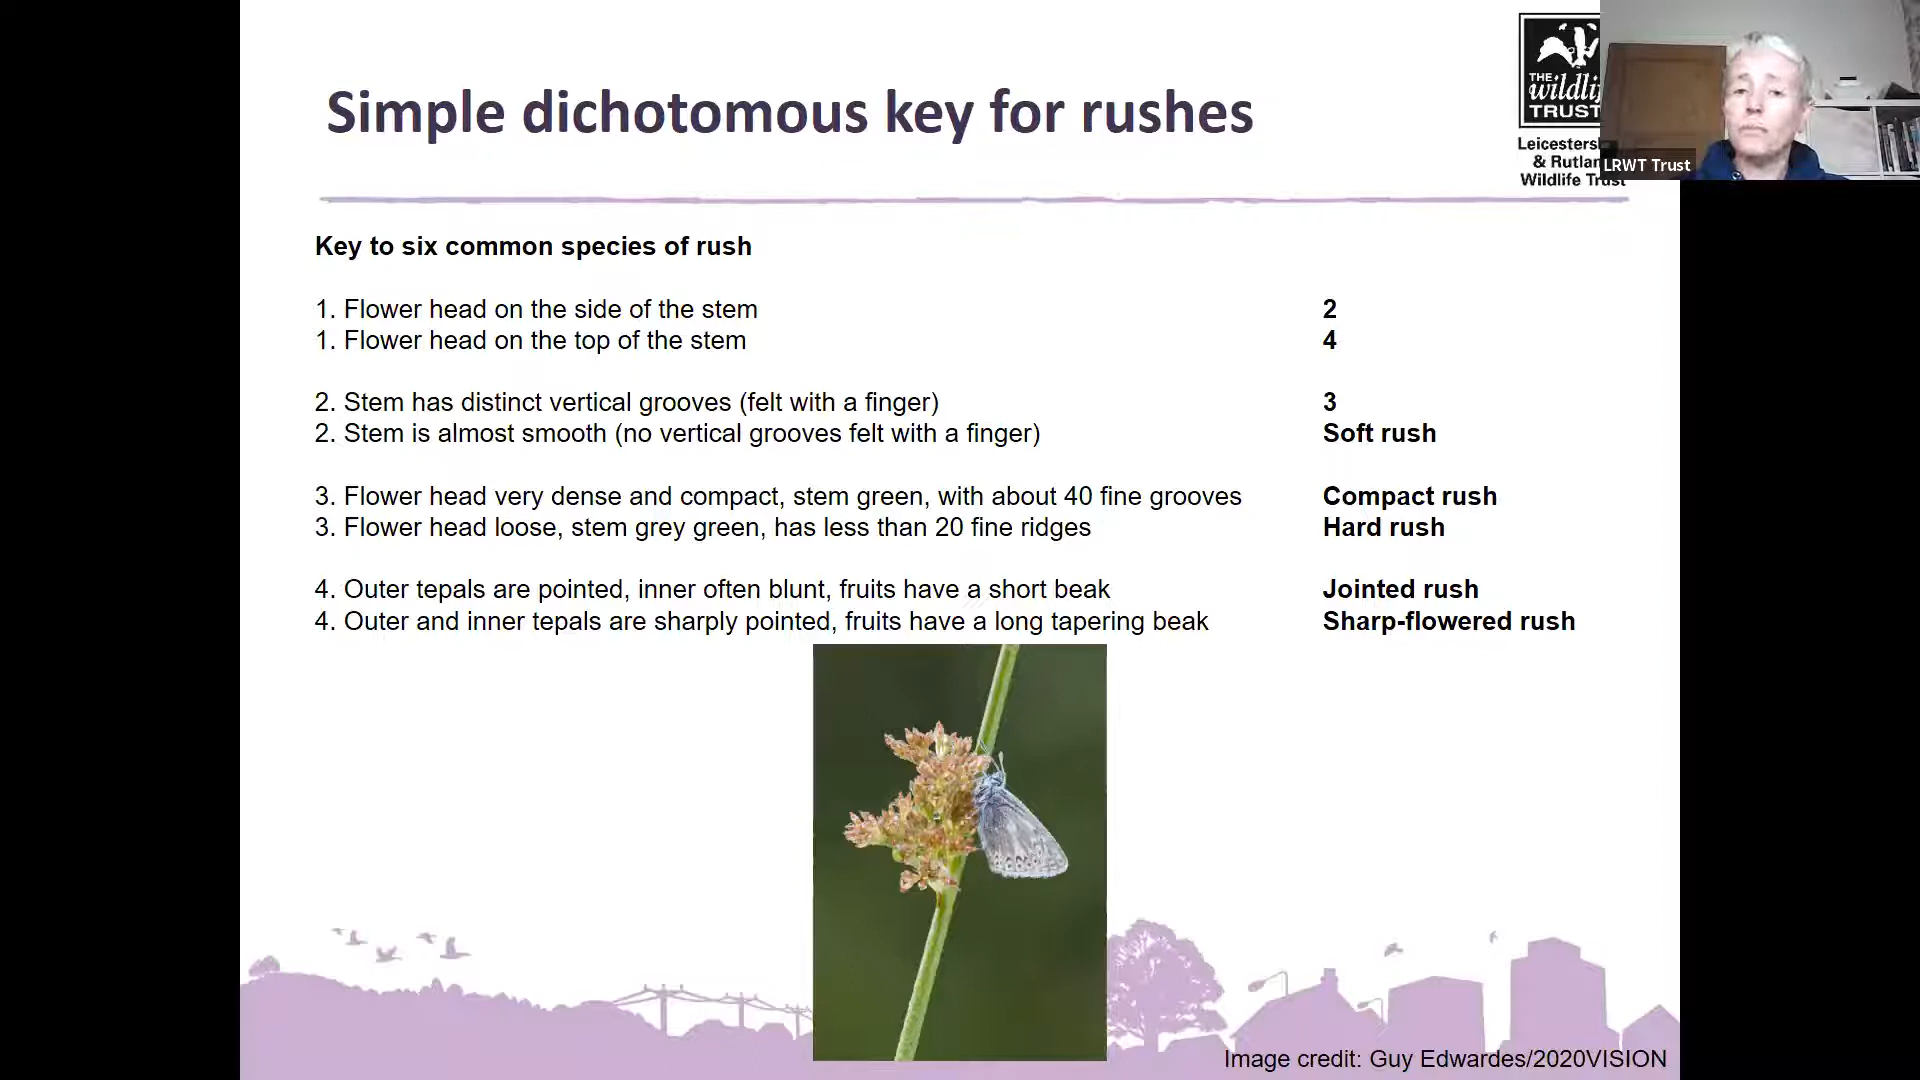 Simple dichotomous key for rushes
THE
wildli
TRUST
Leicesters
& Rutlan
Wildlife Trust
LRWT Trust
Key to six common species of rush
1. Flower head on the side of the stem 2
1. Flower head on the top of the stem 4
2. Stem has distinct vertical grooves (felt with a finger) 3
2. Stem is almost smooth (no vertical grooves felt with a finger) Soft rush
3. Flower head very dense and compact, stem green, with about 40 fine grooves Compact rush
3. Flower head loose, stem grey green, has less than 20 fine ridges Hard rush
4. Outer tepals are pointed, inner often blunt, fruits have a short beak Jointed rush
4. Outer and inner tepals are sharply pointed, fruits have a long tapering beak Sharp-flowered rush
Image credit: Guy Edwardes/2020VISION